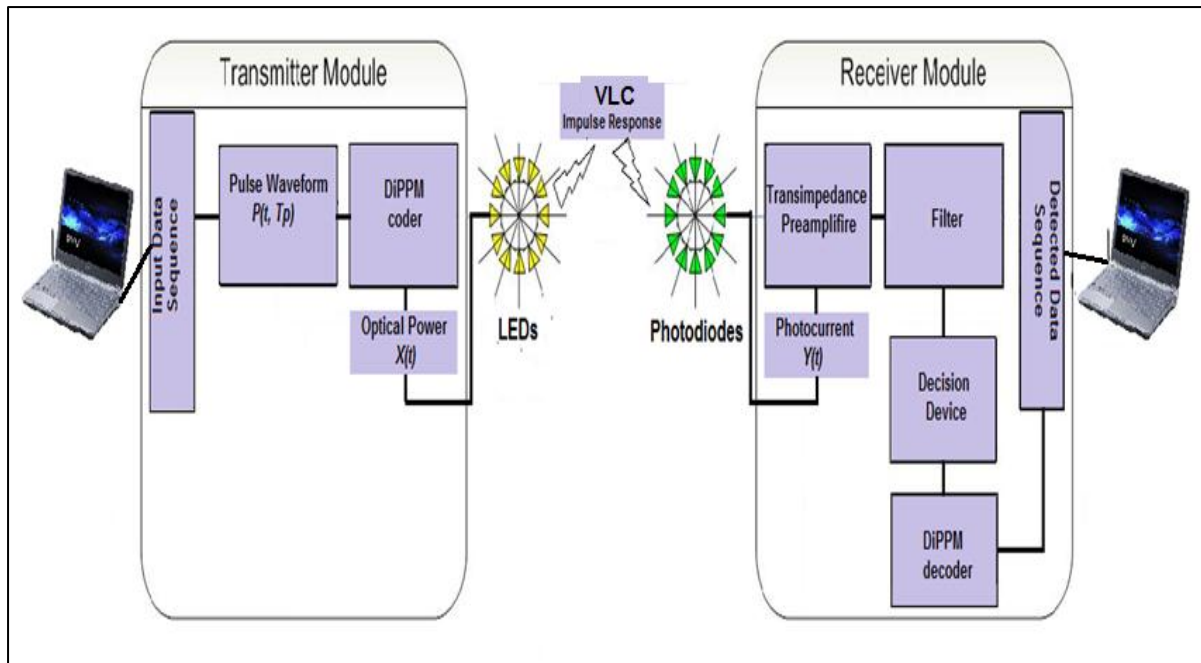 Transmitter Module
Input Data
Sequence
Pulse Waveform
P(t, Tp)
DiPPM
coder
Optical Power
X(t)
LEDs
VLC
Impulse Response
Photodiodes
Receiver Module
Transimpedance
Preamplifire
Photocurrent
Y(t)
Filter
Decision
Device
DiPPM
decoder
Detected Data
Sequence